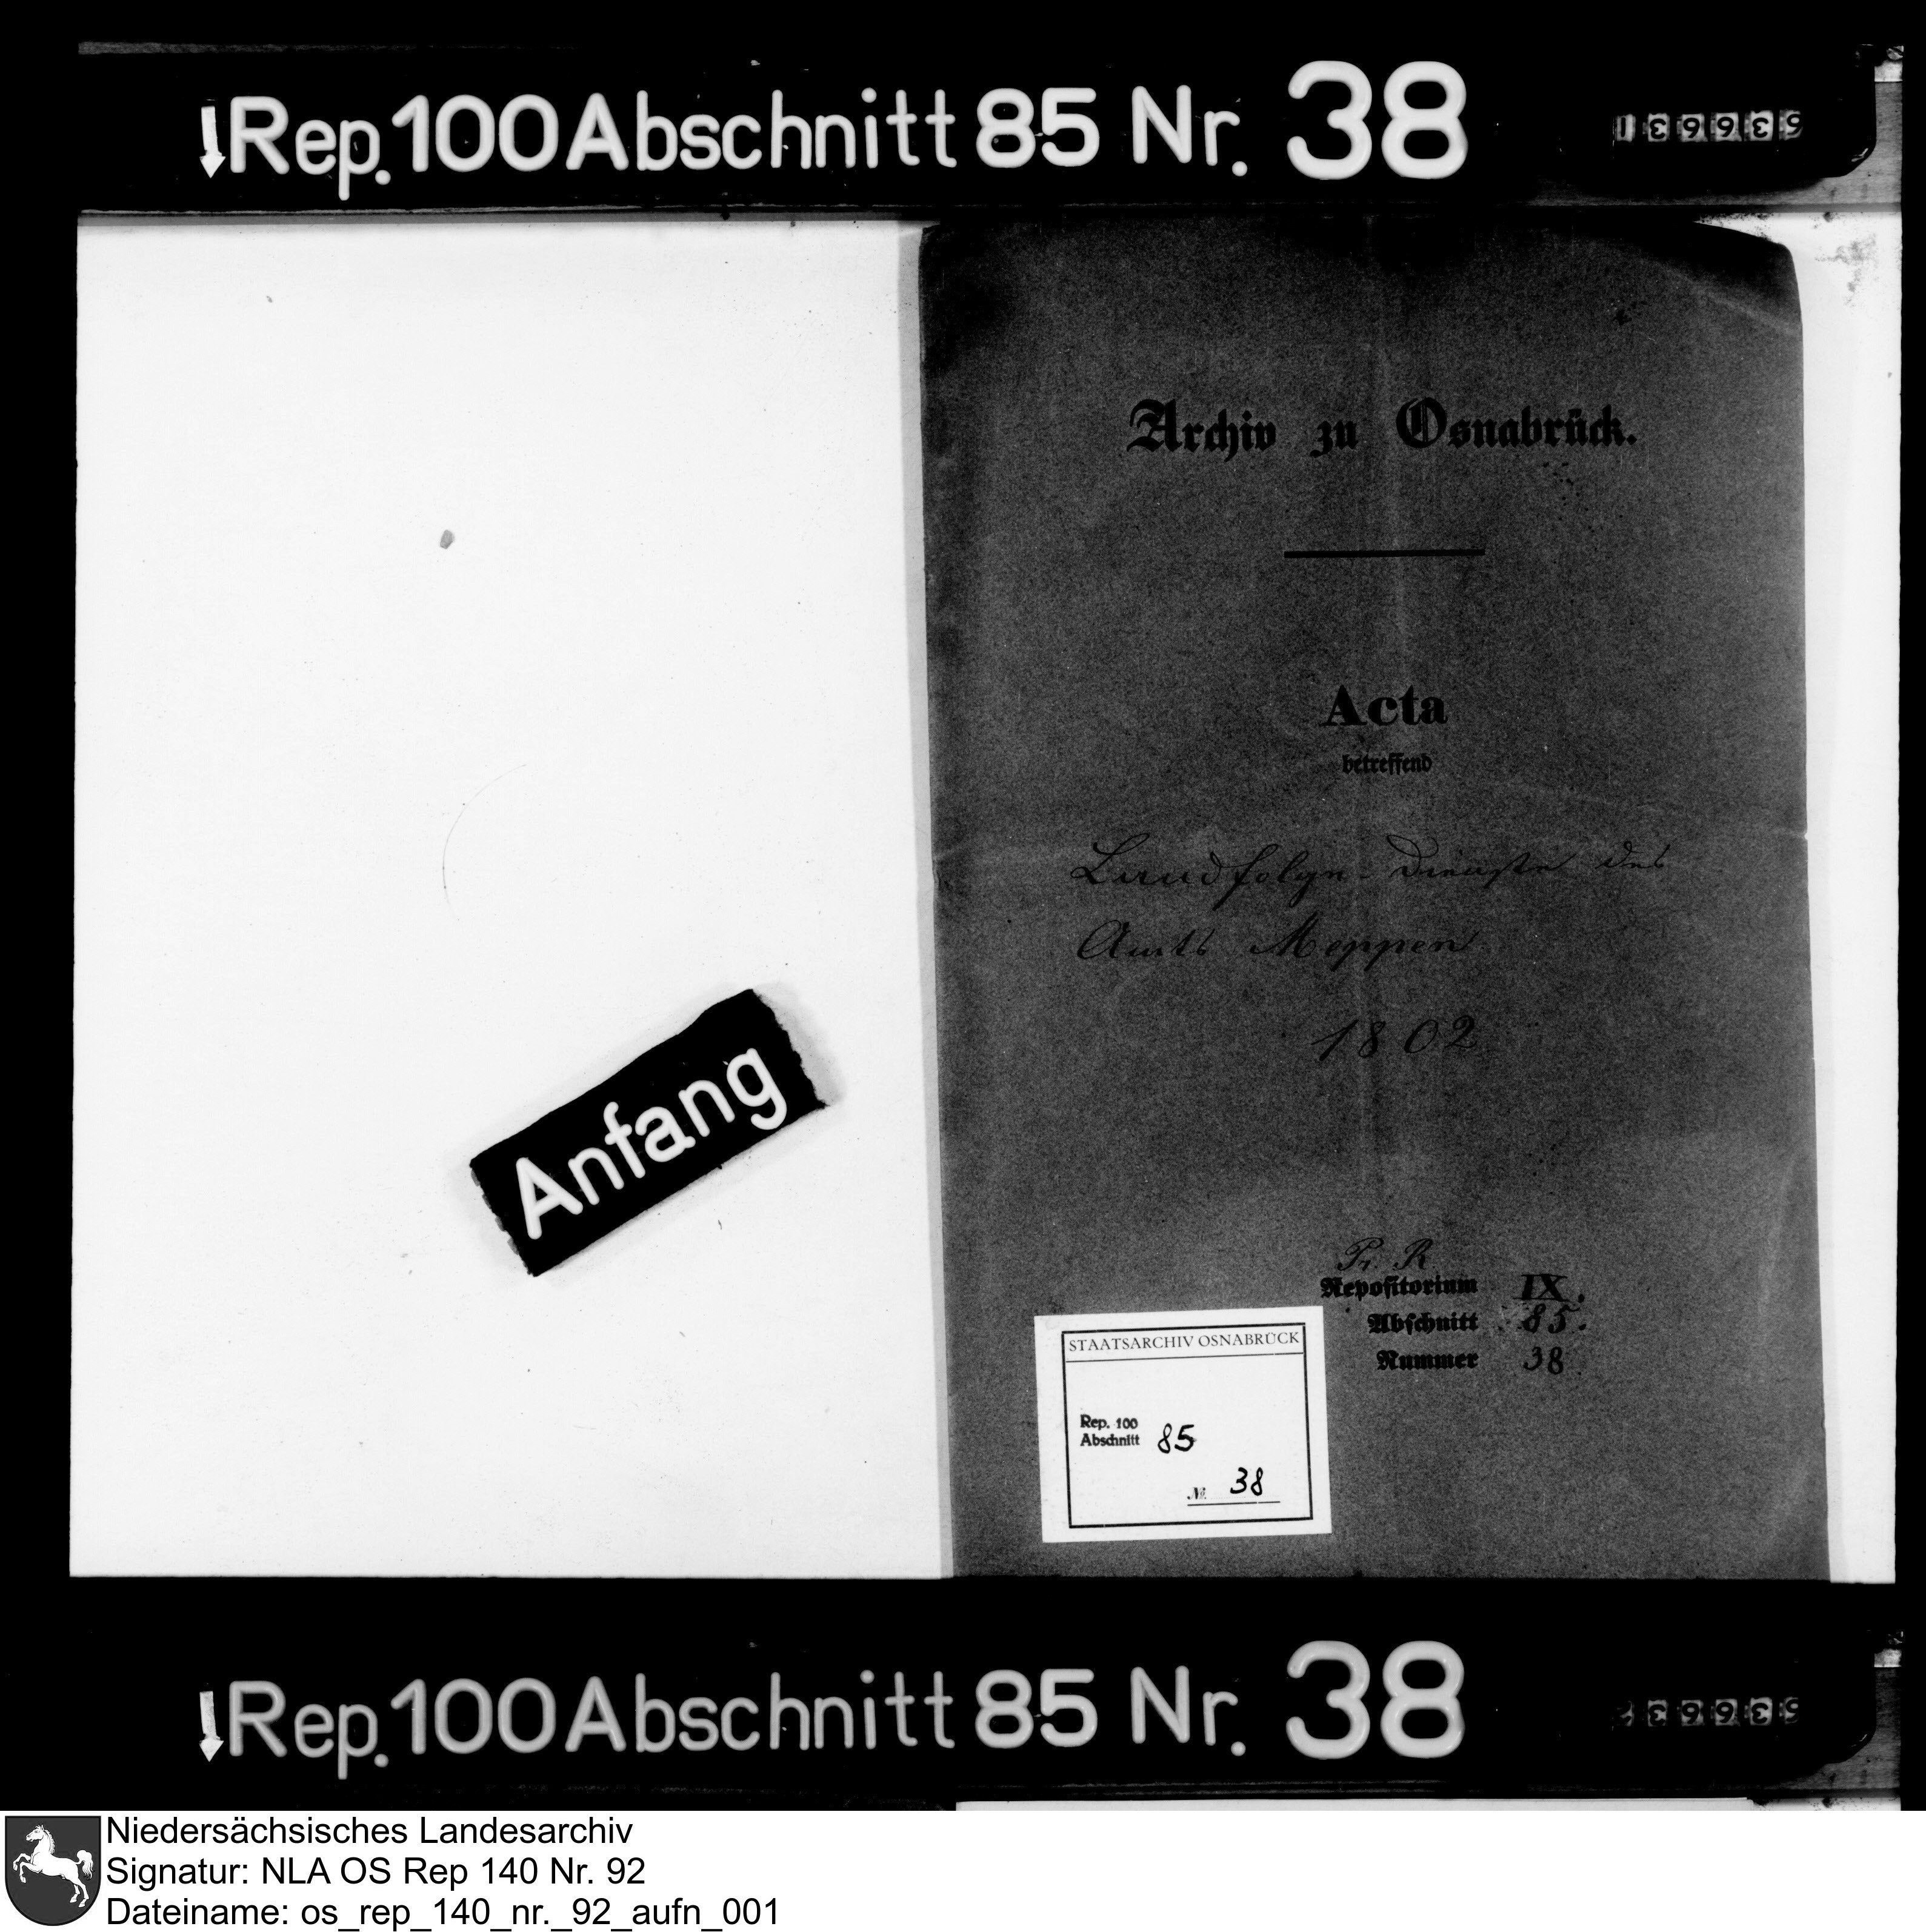 Rep. 100 Abschnitt 85 Nr. 38
Archiv zu Osnabrück.
Acta
betreffend
Landfolge-Dienste des
Amts Meppen
1802
Anfang
Pr. R.
Repositorium IX.
Abschnitt 85.
Nummer 38
STAATSARCHIV OSNABRÜCK
Rep. 100
Abschnitt 85
№. 38
Rep. 100 Abschnitt 85 Nr. 38
Niedersächsisches Landesarchiv
Signatur: NLA OS Rep 140 Nr. 92
Dateiname: os_rep_140_nr._92_aufn_001